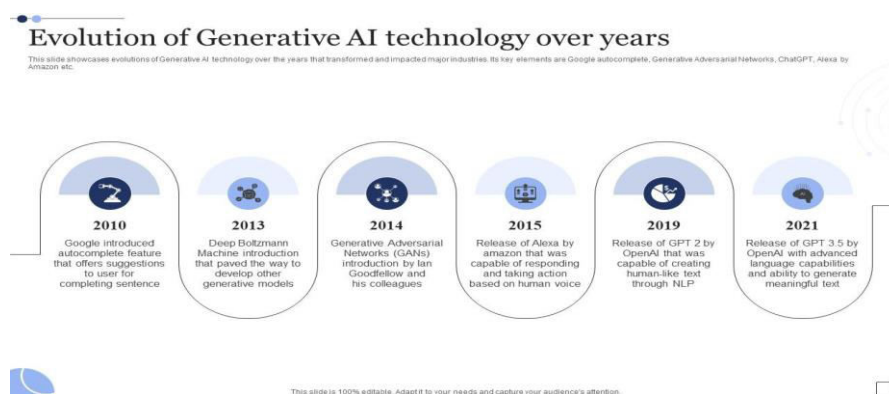 Evolution of Generative AI technology over years
This slide showcases evolutions of Generative AI technology over the years that transformed and impacted major industries. Its key elements are Google autocomplete, Generative Adversarial Networks, ChatGPT, Alexa by
Amazon etc.
2010
Google introduced
autocomplete feature
that offers suggestions
to user for
completing sentence
2013
Deep Boltzmann
Machine introduction
that paved the way to
develop other
generative models
2014
Generative Adversarial
Networks (GANs)
introduction by Ian
Goodfellow and
his colleagues
2015
Release of Alexa by
amazon that was
capable of responding
and taking action
based on human voice
2019
Release of GPT 2 by
OpenAI that was
capable of creating
human-like text
through NLP
2021
Release of GPT 3.5 by
OpenAI with advanced
language capabilities
and ability to generate
meaningful text
This slide is 100% editable. Adapt it to your needs and capture your audience's attention.